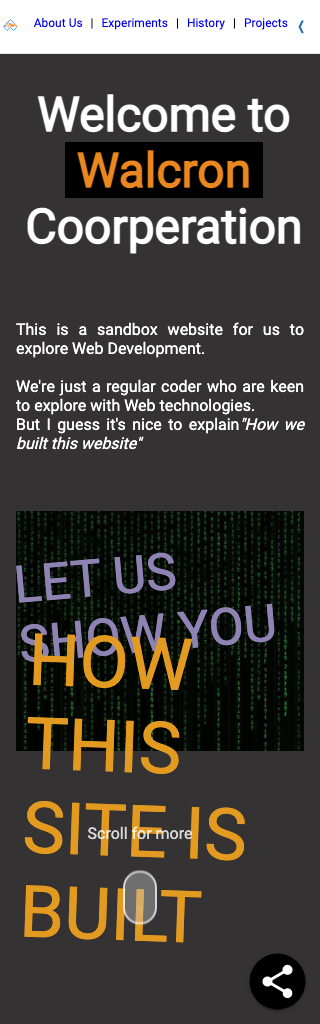 About Us | Experiments | History | Projects
Welcome to
Walcron
Coorperation
This is a sandbox website for us to
explore Web Development.
We're just a regular coder who are keen
to explore with Web technologies.
But I guess it's nice to explain "How we
built this website"
LET US
SHOW YOU
HOW
THIS
SITE IS
Scroll for more
BUILT